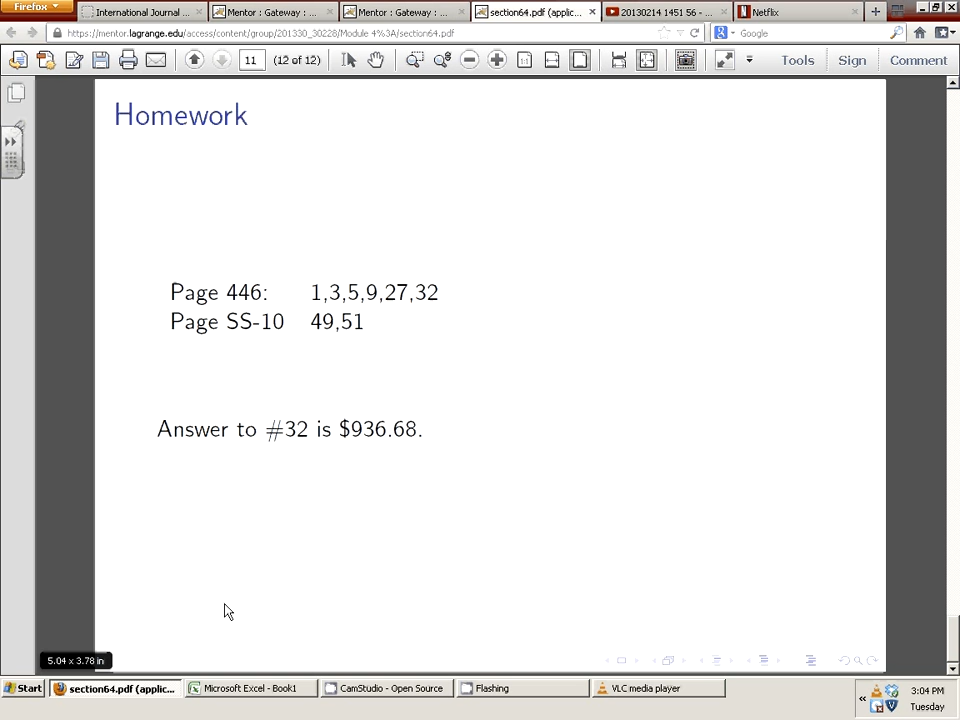 Firefox
International Journal ...
Mentor : Gateway : ...
Mentor : Gateway : ...
section64.pdf (applic...
20130214 1451 56 - ...
Netflix
https://mentor.lagrange.edu/access/content/group/201330_30228/Module 4%3A/section64.pdf
Google
11 (12 of 12)
Tools Sign Comment
Homework
Page 446: 1,3,5,9,27,32
Page SS-10 49,51
Answer to #32 is $936.68.
5.04 x 3.78 in
Start
section64.pdf (applic...
Microsoft Excel - Book1
CamStudio - Open Source
Flashing
VLC media player
3:04 PM
Tuesday